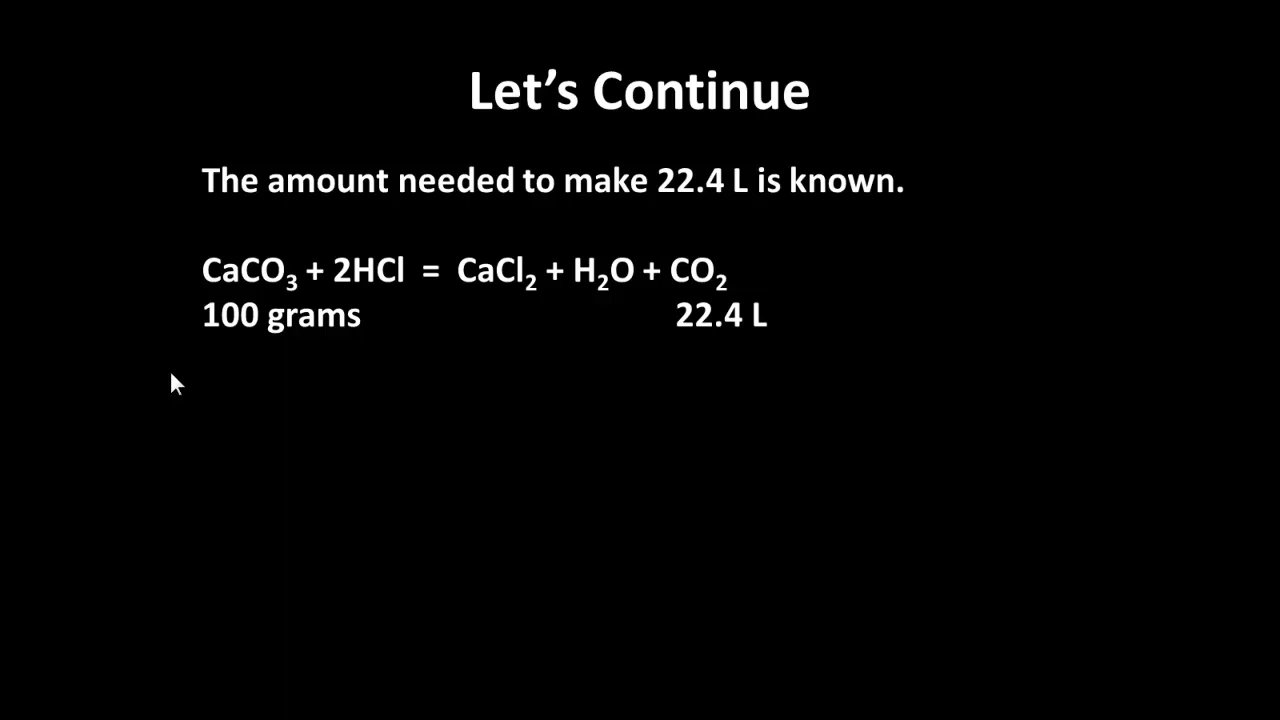 Let’s Continue
The amount needed to make 22.4 L is known.
CaCO₃ + 2HCl = CaCl₂ + H₂O + CO₂
100 grams 22.4 L